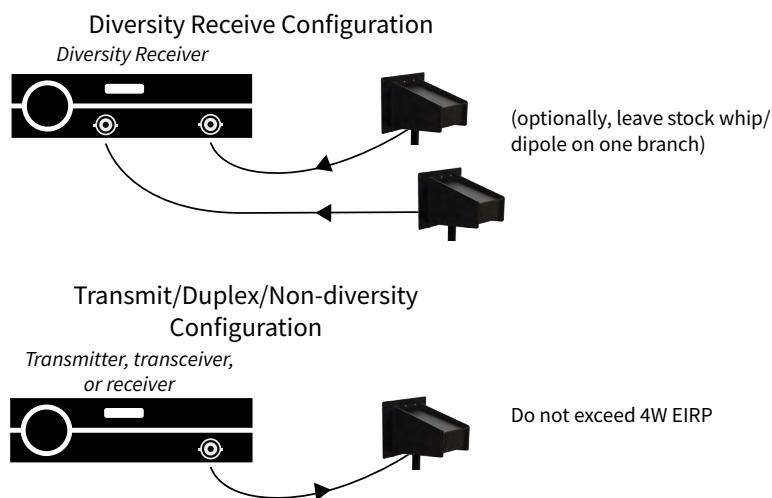 Diversity Receive Configuration
Diversity Receiver
(optionally, leave stock whip/
dipole on one branch)
Transmit/Duplex/Non-diversity
Configuration
Transmitter, transceiver,
or receiver
Do not exceed 4W EIRP